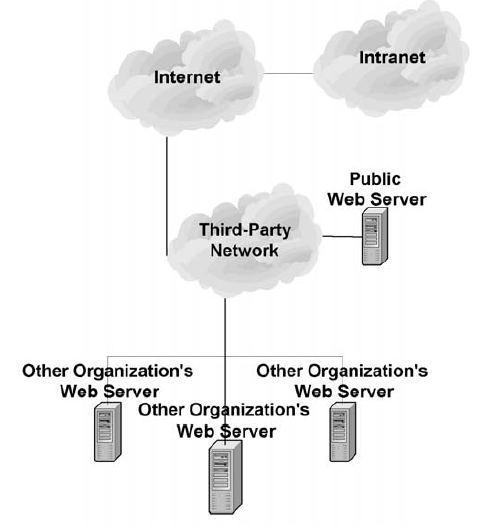 Internet
Intranet
Public
Web Server
Third-Party
Network
Other Organization's
Web Server
Other Organization's
Web Server
Other Organization's
Web Server